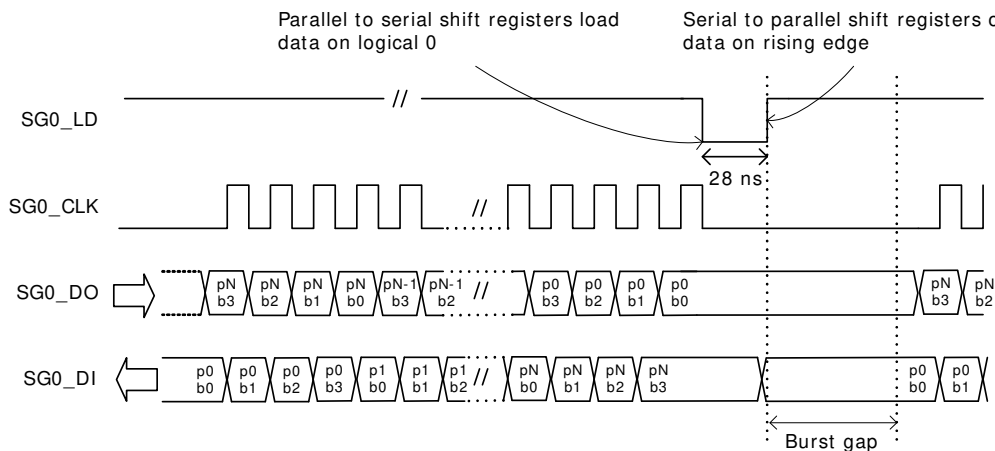 Parallel to serial shift registers load
data on logical 0
Serial to parallel shift registers
data on rising edge
SG0_LD
//
28 ns
SG0_CLK
//
SG0_DO
pN b3 pN b2 pN b1 pN b0 pN-1 b3 pN-1 b2 // p0 b3 p0 b2 p0 b1 p0 b0 pN b3 pN b2
SG0_DI
p0 b0 p0 b1 p0 b2 p0 b3 p1 b0 p1 b1 p1 b2 // pN b0 pN b1 pN b2 pN b3 p0 b0 p0 b1
Burst gap